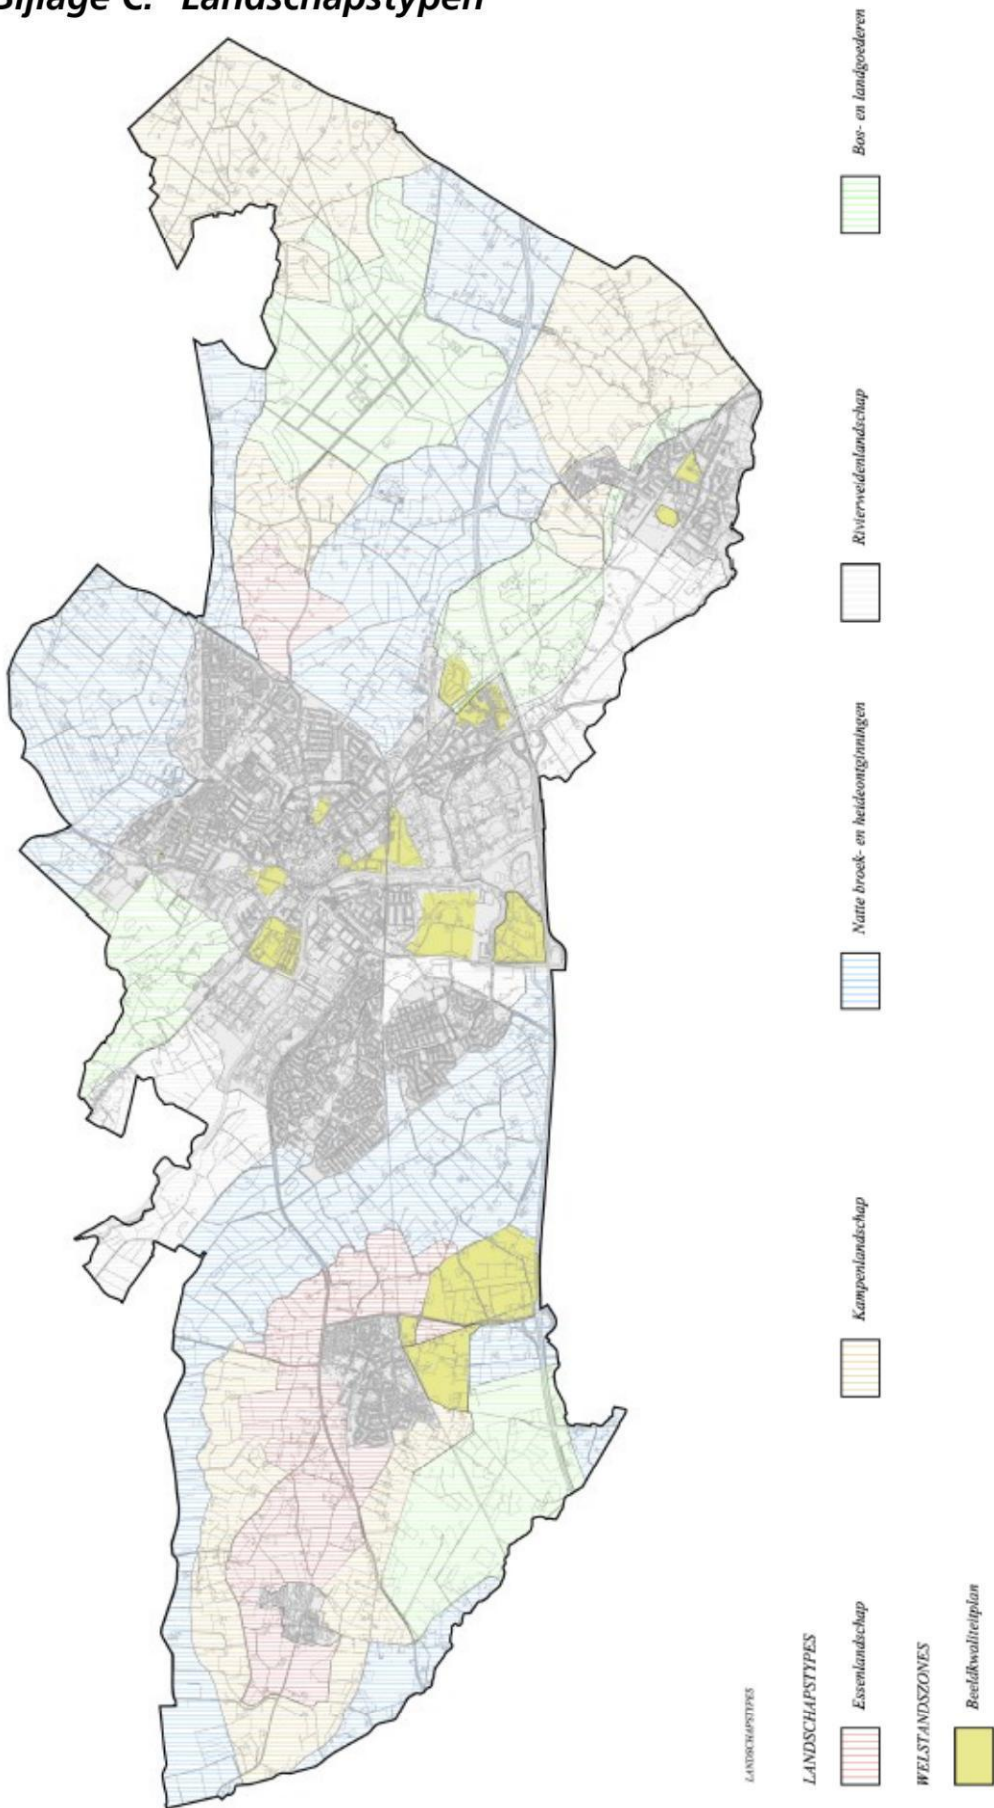 Bijlage C. Landschapstypen
LANDSCHAPSTYPES
LANDSCHAPSTYPES
Essenlandschap
Kampenlandschap
Natte broek- en heideontginningen
Rivierweidenlandschap
Bos- en landgoederen
WELSTANDSZONES
Beeldkwaliteitplan